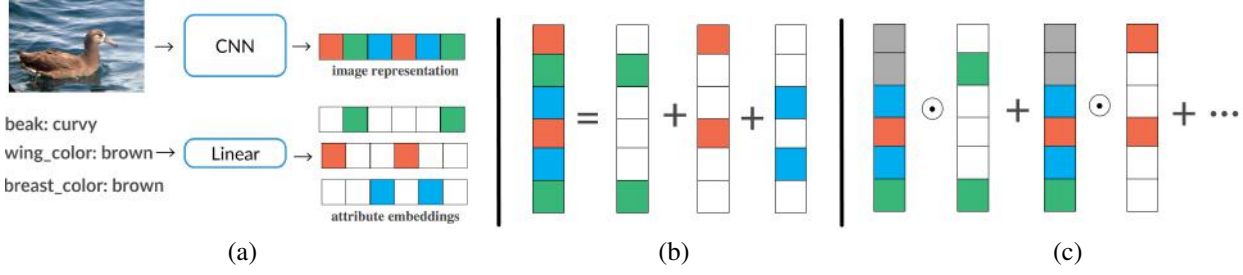 CNN
image representation
beak: curvy
wing_color: brown
Linear
breast_color: brown
attribute embeddings
=
+
+
+
+ ...
(a)
(b)
(c)